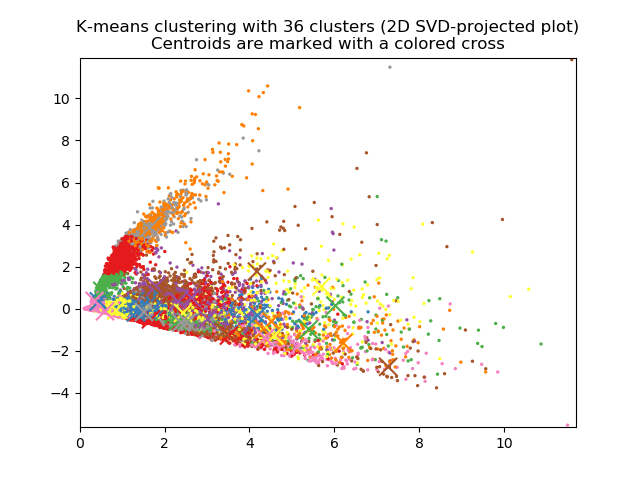 K-means clustering with 36 clusters (2D SVD-projected plot)
Centroids are marked with a colored cross
10
8
6
4
2
0
−2
−4
0 2 4 6 8 10